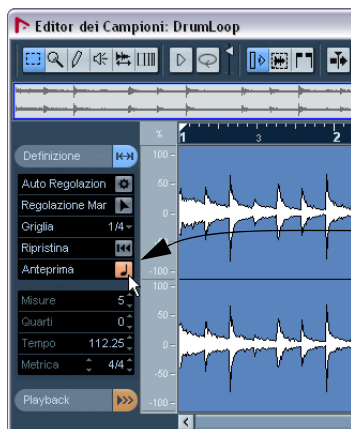 Editor dei Campioni: DrumLoop
% 1 3 2
Definizione
Auto Regolazion
Regolazione Mar
Griglia 1/4
Ripristina
Anteprima
Misure 5
Quarti 0
Tempo 112.25
Metrica 4/4
Playback
100
50
0
-50
-100
100
50
0
-50
-100